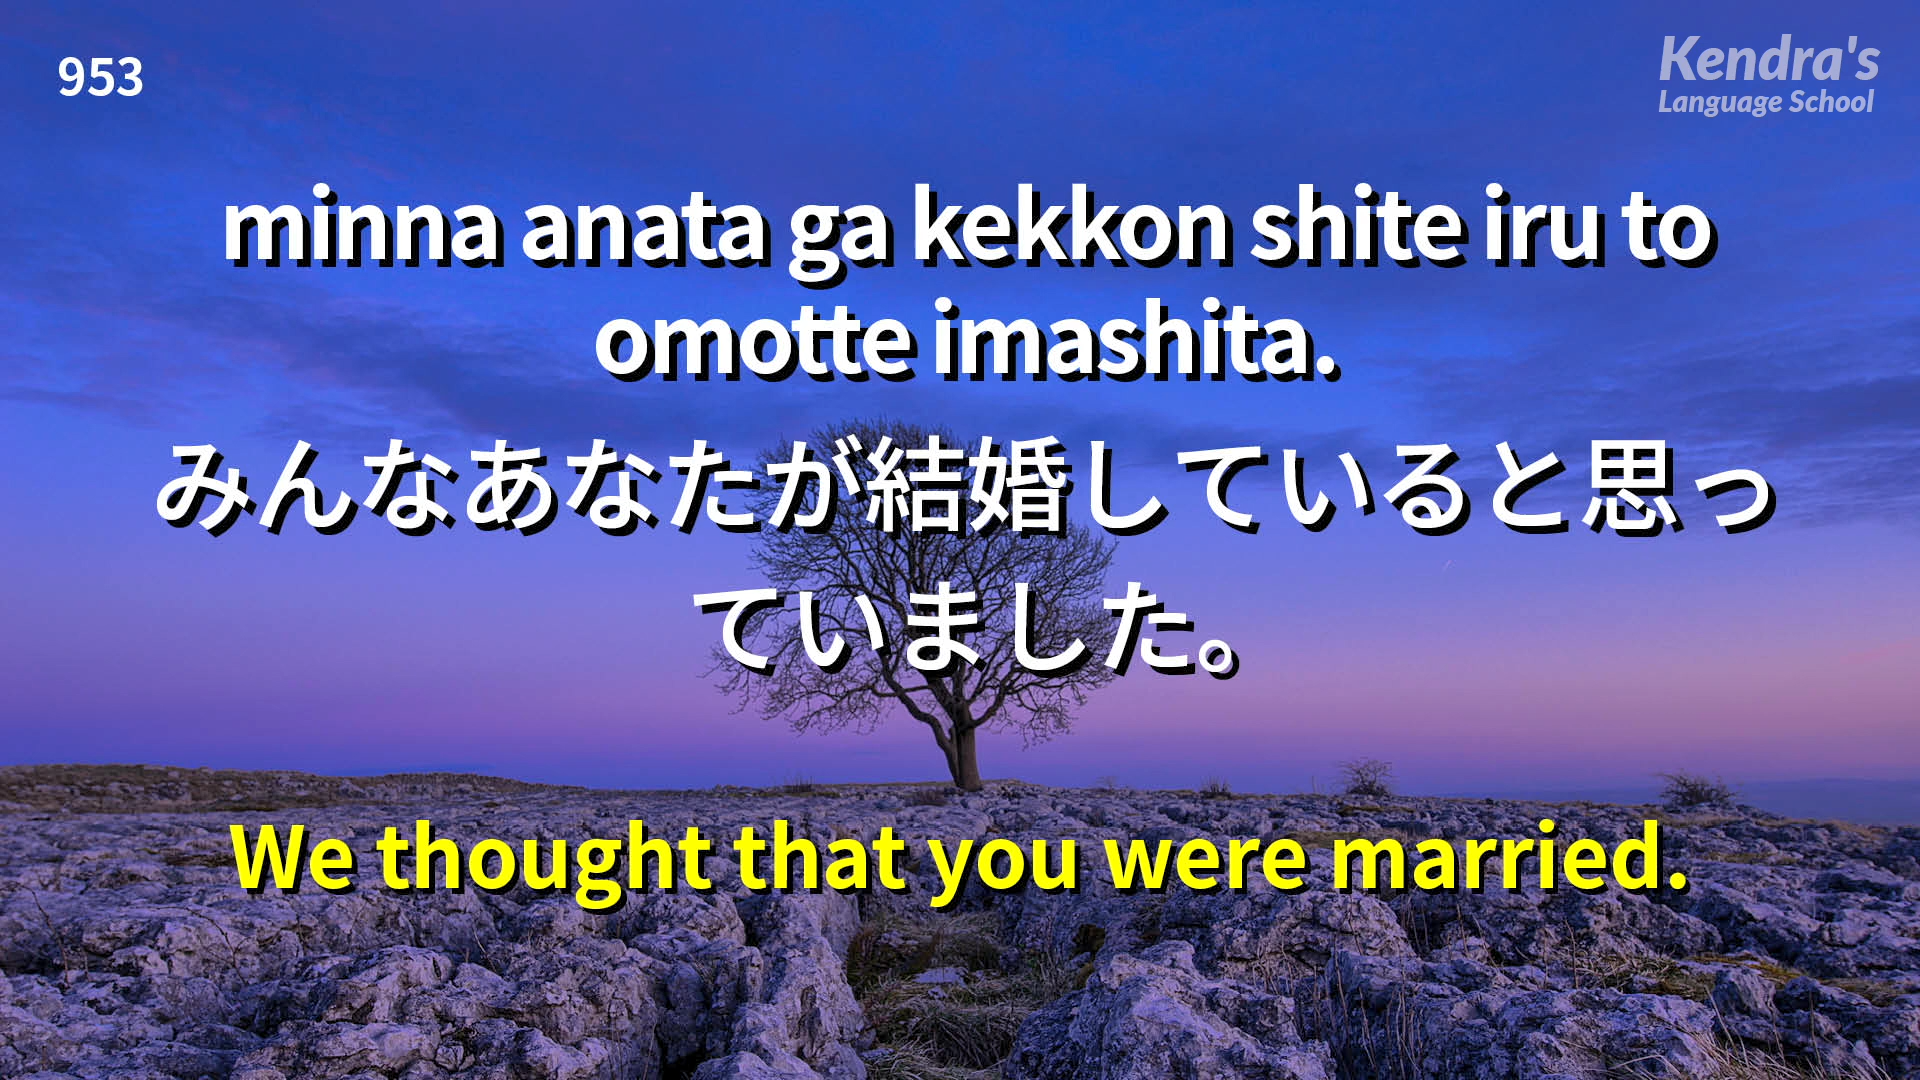 953
Kendra's
Language School
minna anata ga kekkon shite iru to
omotte imashita.
みんなあなたが結婚していると思っ
ていました。
We thought that you were married.